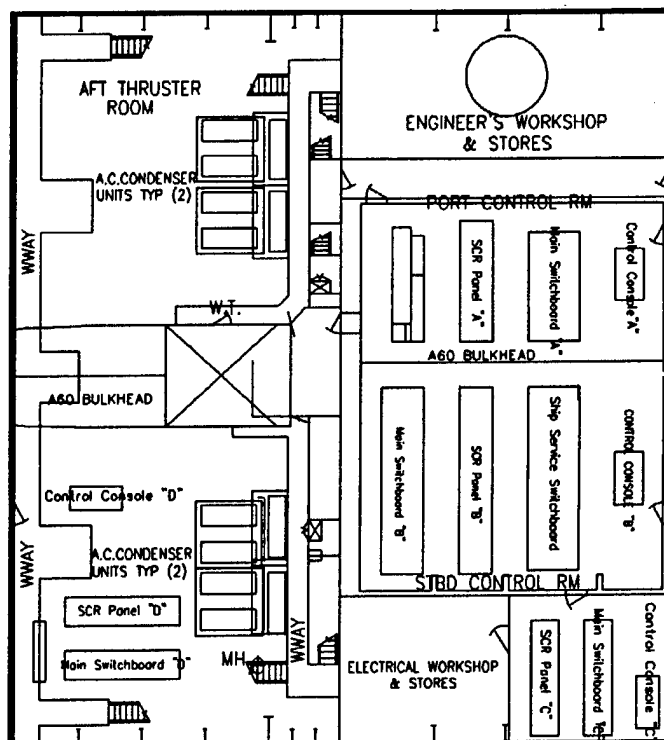 AFT THRUSTER
ROOM
A.C.CONDENSER
UNITS TYP (2)
WWAY
W.T.
A60 BULKHEAD
ENGINEER'S WORKSHOP
& STORES
PORT CONTROL RM
SCR Panel "A"
Main Switchboard "A"
Control Console "A"
A60 BULKHEAD
Main Switchboard "B"
SCR Panel "B"
Ship Service Switchboard
CONTROL CONSOLE "B"
STBD CONTROL RM
Control Console "D"
A.C.CONDENSER
UNITS TYP (2)
WWAY
SCR Panel "D"
Main Switchboard "D"
MH
WWAY
ELECTRICAL WORKSHOP
& STORES
SCR Panel "C"
Main Switchboard
Control Console "C"